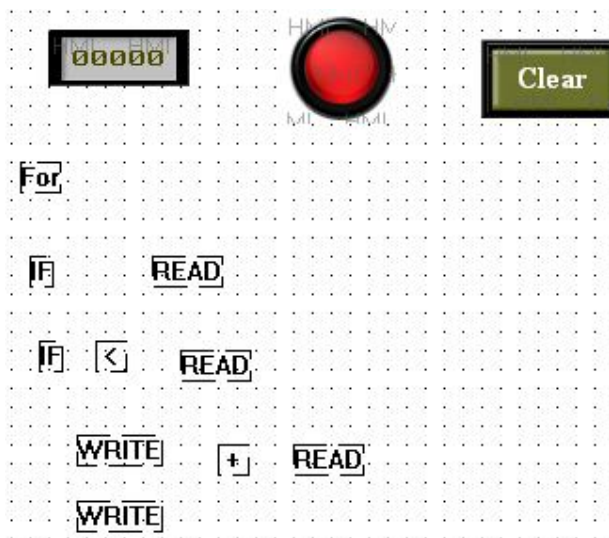 00000
Clear
For
IF READ
IF < READ
WRITE + READ
WRITE